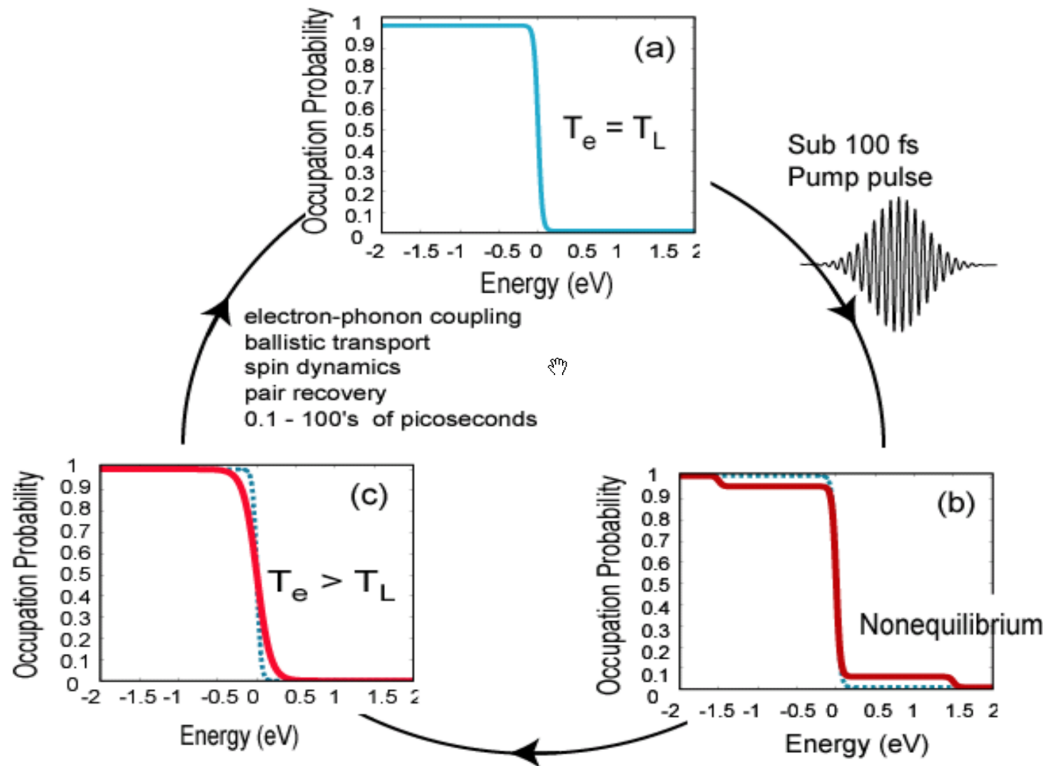 Occupation Probability
1
0.9
0.8
0.7
0.6
0.5
0.4
0.3
0.2
0.1
0
(a)
T_e = T_L
-2 -1.5 -1 -0.5 0 0.5 1 1.5 2
Energy (eV)
Sub 100 fs
Pump pulse
electron-phonon coupling
ballistic transport
spin dynamics
pair recovery
0.1 - 100's of picoseconds
Occupation Probability
1
0.9
0.8
0.7
0.6
0.5
0.4
0.3
0.2
0.1
0
(c)
T_e > T_L
-2 -1.5 -1 -0.5 0 0.5 1 1.5 2
Energy (eV)
Occupation Probability
1
0.9
0.8
0.7
0.6
0.5
0.4
0.3
0.2
0.1
0
(b)
Nonequilibrium
-2 -1.5 -1 -0.5 0 0.5 1 1.5 2
Energy (eV)